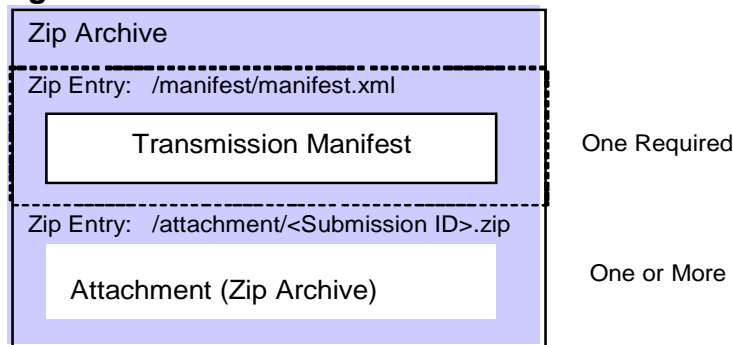 Zip Archive
Zip Entry: /manifest/manifest.xml
Transmission Manifest
One Required
Zip Entry: /attachment/<Submission ID>.zip
Attachment (Zip Archive)
One or More